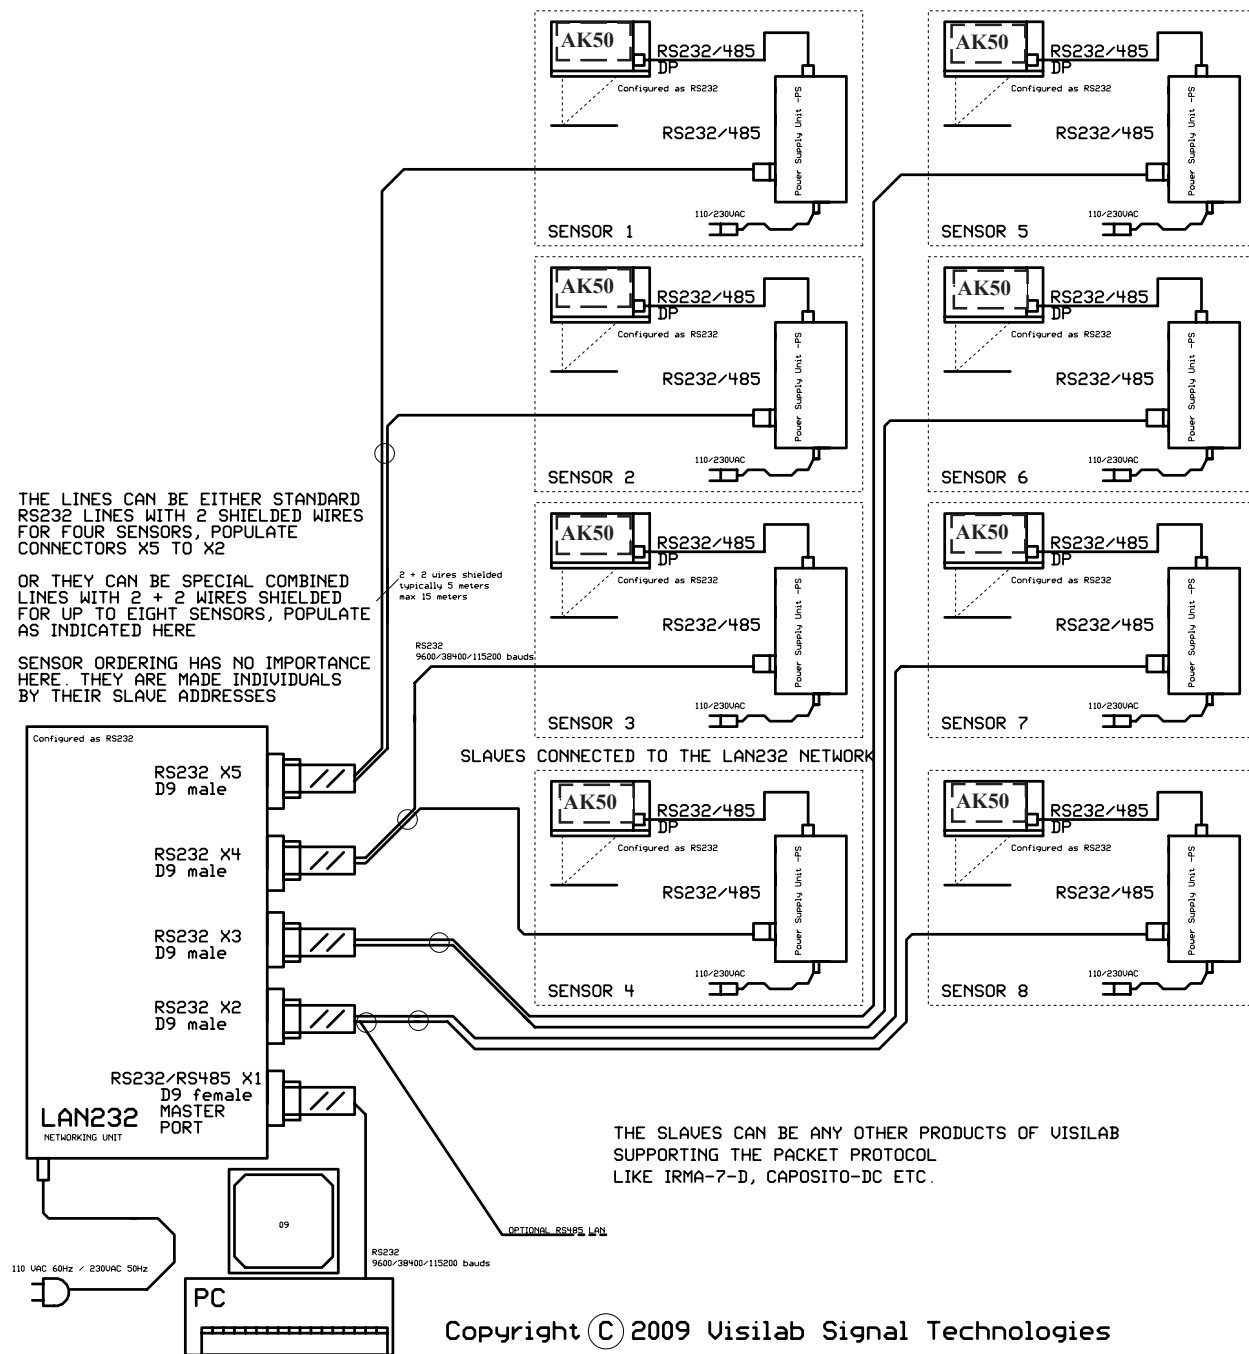 AK50
RS232/485
DP
Configured as RS232
Power Supply Unit -PS
RS232/485
110/230VAC
SENSOR 1
AK50
RS232/485
DP
Configured as RS232
Power Supply Unit -PS
RS232/485
110/230VAC
SENSOR 5
AK50
RS232/485
DP
Configured as RS232
Power Supply Unit -PS
RS232/485
110/230VAC
SENSOR 2
AK50
RS232/485
DP
Configured as RS232
Power Supply Unit -PS
RS232/485
110/230VAC
SENSOR 6
THE LINES CAN BE EITHER STANDARD
RS232 LINES WITH 2 SHIELDED WIRES
FOR FOUR SENSORS, POPULATE
CONNECTORS X5 TO X2
OR THEY CAN BE SPECIAL COMBINED
LINES WITH 2 + 2 WIRES SHIELDED
FOR UP TO EIGHT SENSORS, POPULATE
AS INDICATED HERE
SENSOR ORDERING HAS NO IMPORTANCE
HERE. THEY ARE MADE INDIVIDUALS
BY THEIR SLAVE ADDRESSES
2 + 2 wires shielded
typically 5 meters
max 15 meters
RS232
9600/38400/115200 bauds
AK50
RS232/485
DP
Configured as RS232
Power Supply Unit -PS
RS232/485
110/230VAC
SENSOR 3
AK50
RS232/485
DP
Configured as RS232
Power Supply Unit -PS
RS232/485
110/230VAC
SENSOR 7
SLAVES CONNECTED TO THE LAN232 NETWORK
AK50
RS232/485
DP
Configured as RS232
Power Supply Unit -PS
RS232/485
110/230VAC
SENSOR 4
AK50
RS232/485
DP
Configured as RS232
Power Supply Unit -PS
RS232/485
110/230VAC
SENSOR 8
Configured as RS232
RS232 X5
D9 male
RS232 X4
D9 male
RS232 X3
D9 male
RS232 X2
D9 male
RS232/RS485 X1
D9 female
MASTER
PORT
LAN232
NETWORKING UNIT
THE SLAVES CAN BE ANY OTHER PRODUCTS OF VISILAB
SUPPORTING THE PACKET PROTOCOL
LIKE IRMA-7-D, CAPOSITO-DC ETC.
OPTIONAL RS485 LAN
09
RS232
9600/38400/115200 bauds
110 VAC 60Hz / 230VAC 50Hz
PC
Copyright (C) 2009 Visilab Signal Technologies